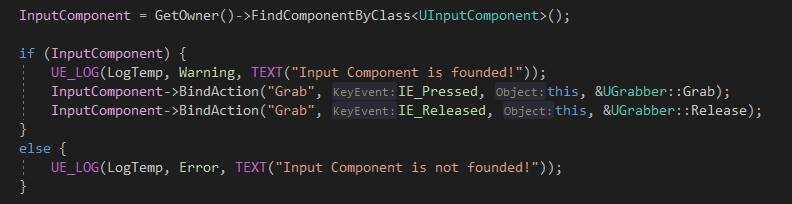 InputComponent = GetOwner()->FindComponentByClass<UInputComponent>();
if (InputComponent) {
UE_LOG(LogTemp, Warning, TEXT("Input Component is founded!"));
InputComponent->BindAction("Grab", KeyEvent: IE_Pressed, Object: this, &UGrabber::Grab);
InputComponent->BindAction("Grab", KeyEvent: IE_Released, Object: this, &UGrabber::Release);
}
else {
UE_LOG(LogTemp, Error, TEXT("Input Component is not founded!"));
}